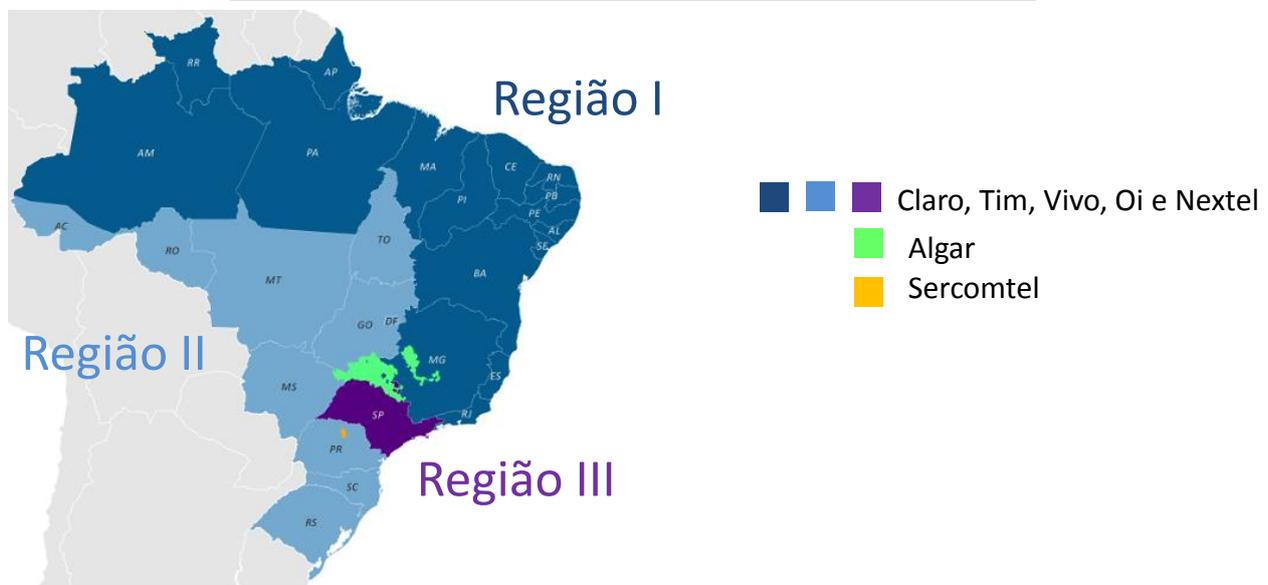 RR
AP
Região I
AM
PA
MA
CE
RN
PB
PI
PE
AL
SE
Claro, Tim, Vivo, Oi e Nextel
AC
TO
Algar
RO
BA
MT
Sercomtel
GO
DF
Região II
MG
ES
MS
SP
RJ
PR
Região III
SC
RS